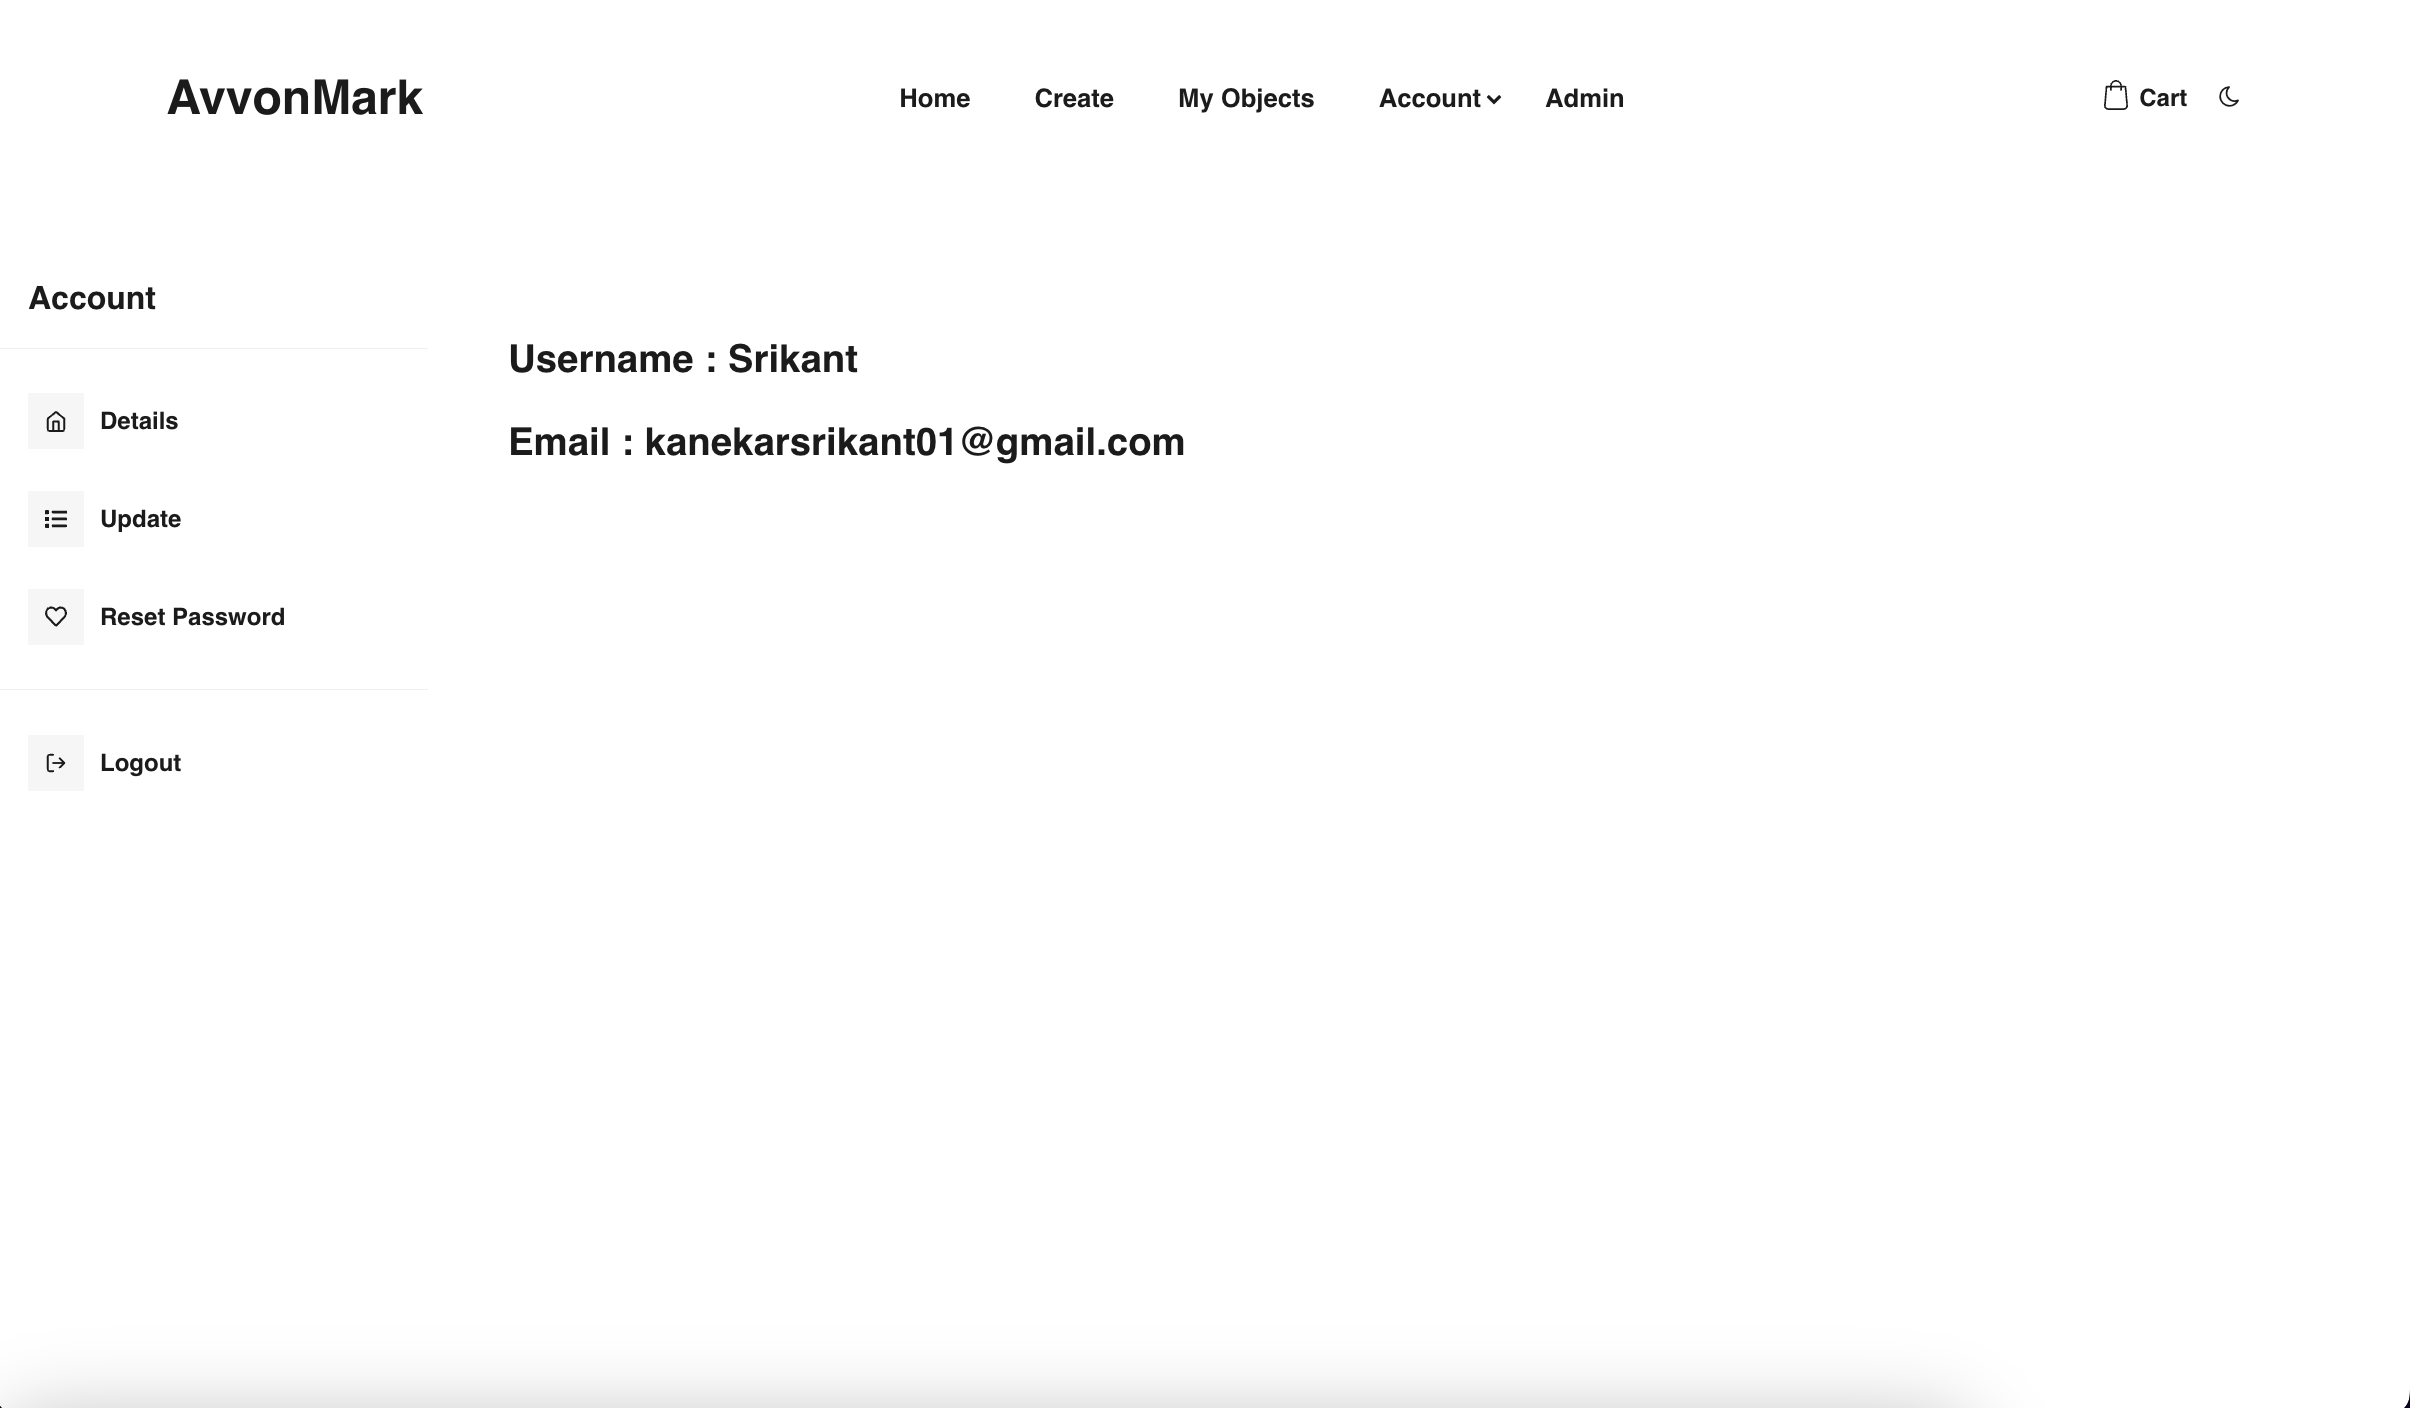 AvvonMark
Home Create My Objects Account Admin
Cart
Account
Details
Update
Reset Password
Logout
Username : Srikant
Email : kanekarsrikant01@gmail.com